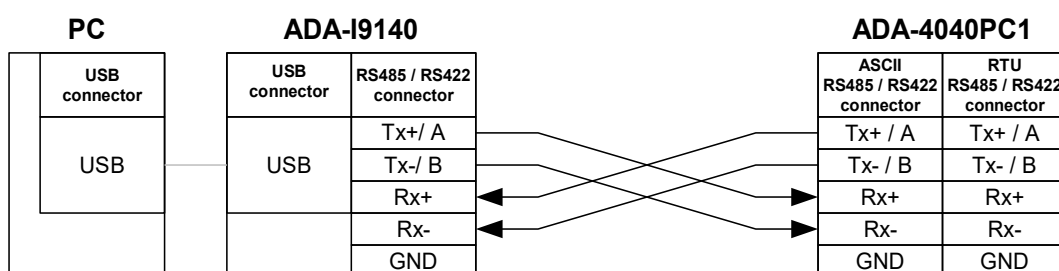 PC
ADA-I9140
ADA-4040PC1
USB
connector
USB
USB
connector
USB
RS485 / RS422
connector
Tx+/ A
Tx-/ B
Rx+
Rx-
GND
ASCII
RS485 / RS422
connector
Tx+ / A
Tx- / B
Rx+
Rx-
GND
RTU
RS485 / RS422
connector
Tx+ / A
Tx- / B
Rx+
Rx-
GND